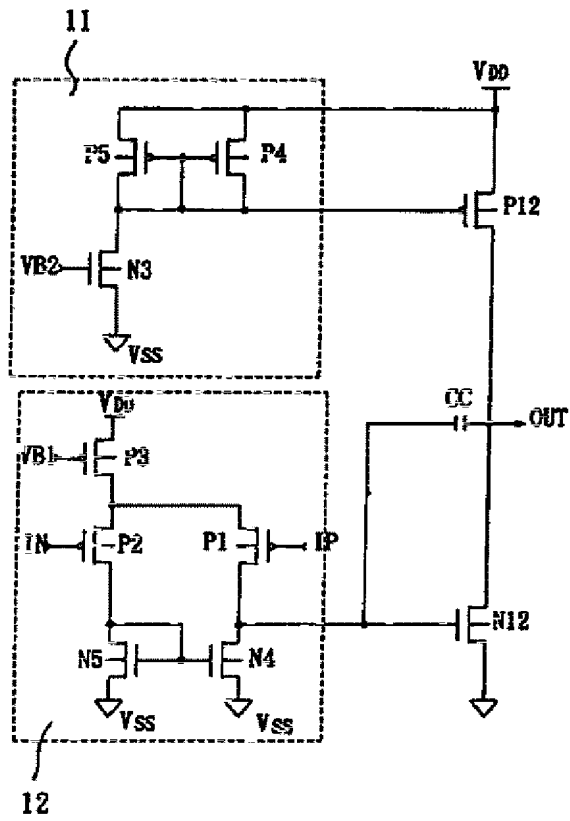 11
VDD
P5
P4
P12
VB2
N3
VSS
VDD
CC
OUT
VB1
P3
IN
P2
P1
IP
N12
N5
N4
VSS
VSS
12